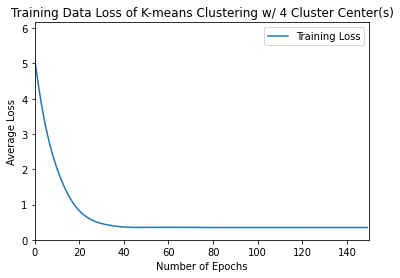 Training Data Loss of K-means Clustering w/ 4 Cluster Center(s)
Training Loss
Average Loss
6
5
4
3
2
1
0
0 20 40 60 80 100 120 140
Number of Epochs